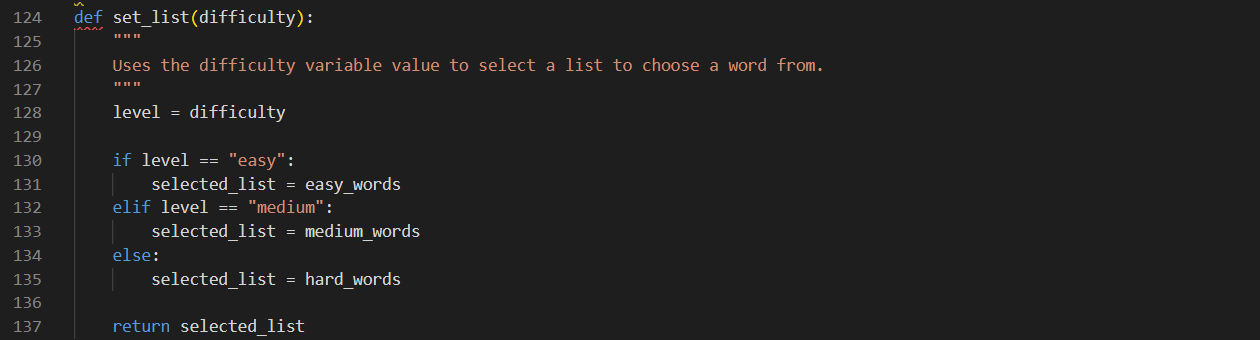 124 def set_list(difficulty):
125 """
126 Uses the difficulty variable value to select a list to choose a word from.
127 """
128 level = difficulty
129
130 if level == "easy":
131 selected_list = easy_words
132 elif level == "medium":
133 selected_list = medium_words
134 else:
135 selected_list = hard_words
136
137 return selected_list